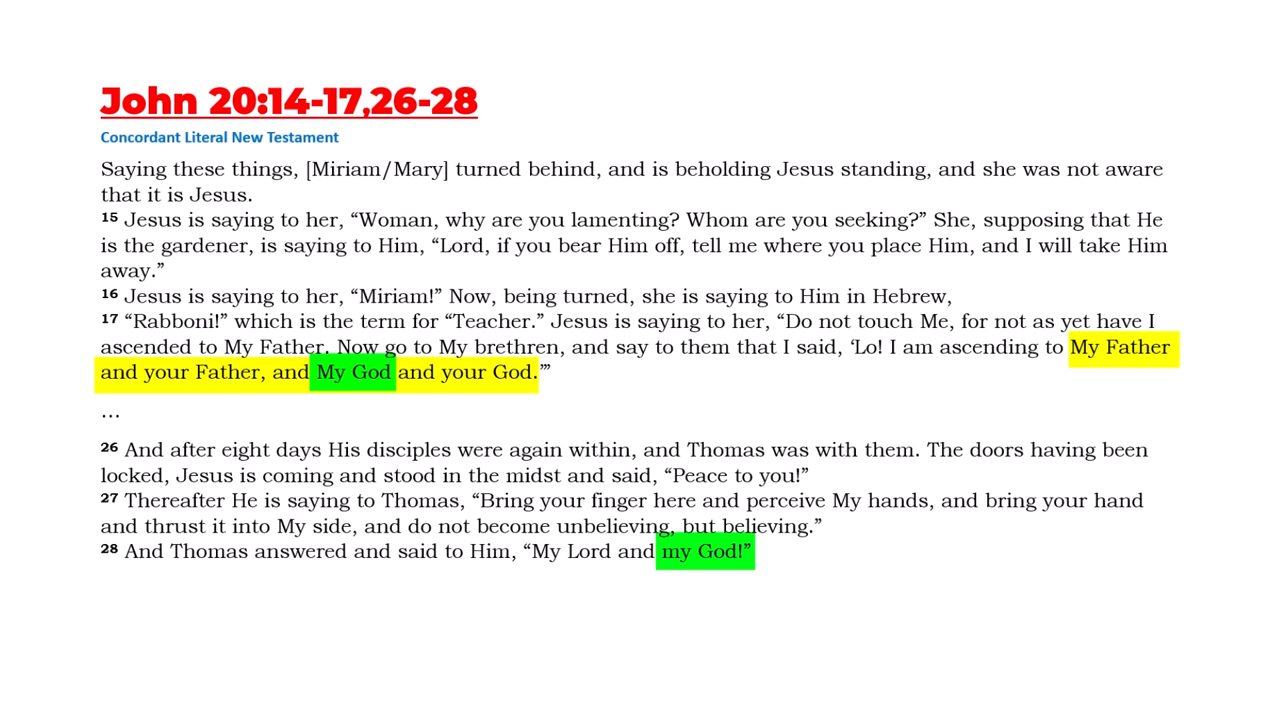 John 20:14-17,26-28
Concordant Literal New Testament
Saying these things, [Miriam/Mary] turned behind, and is beholding Jesus standing, and she was not aware
that it is Jesus.
15 Jesus is saying to her, “Woman, why are you lamenting? Whom are you seeking?” She, supposing that He
is the gardener, is saying to Him, “Lord, if you bear Him off, tell me where you place Him, and I will take Him
away.”
16 Jesus is saying to her, “Miriam!” Now, being turned, she is saying to Him in Hebrew,
17 “Rabboni!” which is the term for “Teacher.” Jesus is saying to her, “Do not touch Me, for not as yet have I
ascended to My Father. Now go to My brethren, and say to them that I said, ‘Lo! I am ascending to My Father
and your Father, and My God and your God.’”
…
26 And after eight days His disciples were again within, and Thomas was with them. The doors having been
locked, Jesus is coming and stood in the midst and said, “Peace to you!”
27 Thereafter He is saying to Thomas, “Bring your finger here and perceive My hands, and bring your hand
and thrust it into My side, and do not become unbelieving, but believing.”
28 And Thomas answered and said to Him, “My Lord and my God!”